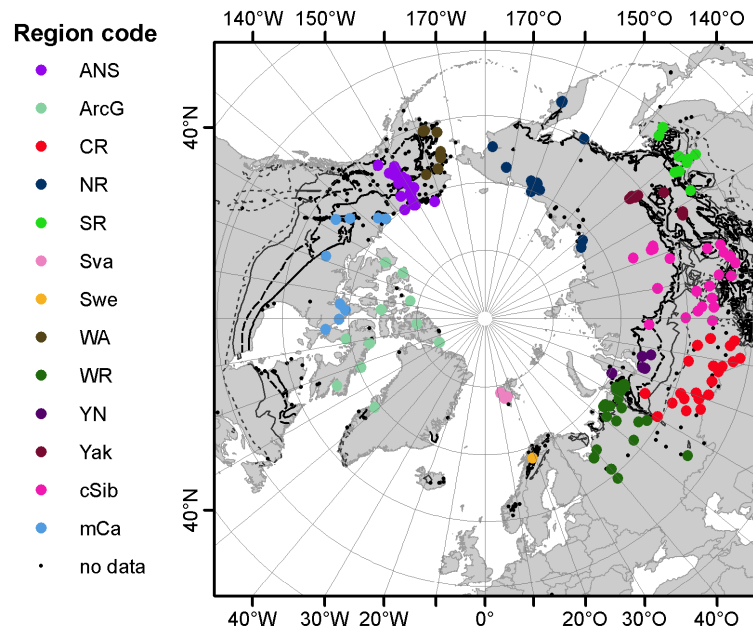 140°W 150°W 170°W 170°O 150°O 140°O
Region code
ANS
ArcG
CR
NR
SR
Sva
Swe
WA
WR
YN
Yak
cSib
mCa
no data
40°N
40°N
40°W 30°W 20°W 0° 20°O 30°O 40°O